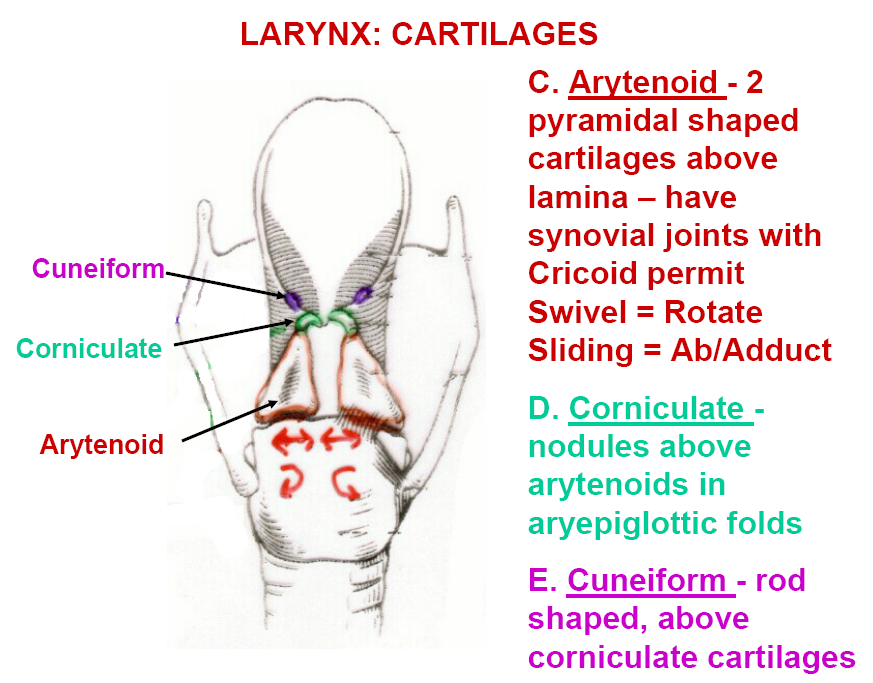 LARYNX: CARTILAGES
C. Arytenoid - 2
pyramidal shaped
cartilages above
lamina – have
synovial joints with
Cricoid permit
Swivel = Rotate
Sliding = Ab/Adduct
D. Corniculate -
nodules above
arytenoids in
aryepiglottic folds
E. Cuneiform - rod
shaped, above
corniculate cartilages
Cuneiform
Corniculate
Arytenoid